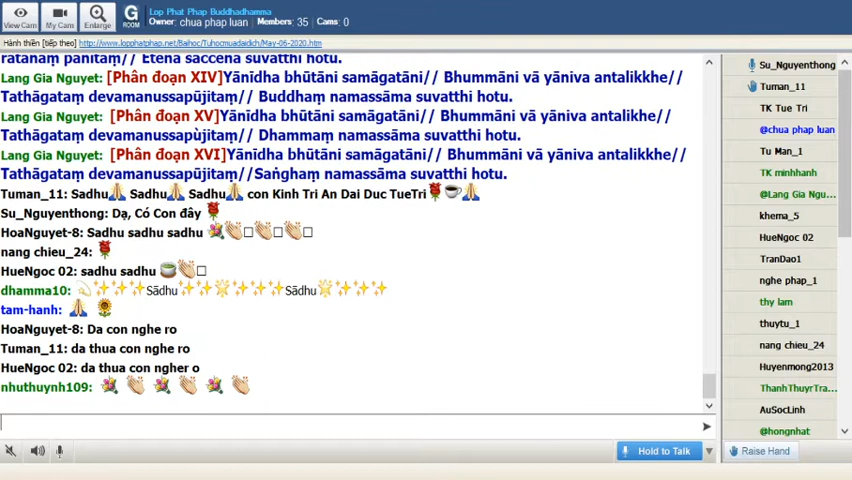 View Cam
My Cam
Enlarge
G
ROOM
Lop Phat Phap Buddhadhamma
Owner: chua phap luan
Members: 35
Cams: 0
Hành thiền [tiếp theo] http://www.lopphatphap.net/Baihoc/Tuhocmuadaidich/May-06-2020.htm
ratanaṃ paṇītaṃ// Etena saccena suvatthi hotu.
Lang Gia Nguyet: [Phân đoạn XIV]Yānīdha bhūtāni samāgatāni// Bhummāni vā yāniva antalikkhe//
Tathāgataṃ devamanussapūjitaṃ// Buddhaṃ namassāma suvatthi hotu.
Lang Gia Nguyet: [Phân đoạn XV]Yānīdha bhūtāni samāgatāni// Bhummāni vā yāniva antalikkhe//
Tathāgataṃ devamanussapùjitaṃ// Dhammaṃ namassāma suvatthi hotu.
Lang Gia Nguyet: [Phân đoạn XVI]Yānīdha bhūtāni samāgatāni// Bhummāni vā yāniva antalikkhe//
Tathāgataṃ devamanussapūjitaṃ//Saṅghaṃ namassāma suvatthi hotu.
Tuman_11: Sadhu🙏 Sadhu🙏 Sadhu🙏 con Kinh Tri An Dai Duc TueTri🌹☕🙏
Su_Nguyenthong: Dạ, Có Con đây 🌹
HoaNguyet-8: Sadhu sadhu sadhu 💐👏□👏□👏□
nang chieu_24: 🌹
HueNgoc 02: sadhu sadhu 🍵👏□
dhamma10: 💫✨✨✨Sādhu✨✨🌟✨✨✨✨Sādhu🌟✨✨✨✨
tam-hanh: 🙏 🌻
HoaNguyet-8: Da con nghe ro
Tuman_11: da thua con nghe ro
HueNgoc 02: da thua con ngher o
nhuthuynh109: 💐 👏 💐 👏 💐 👏
Su_Nguyenthong
Tuman_11
TK Tue Tri
@chua phap luan
Tu Man_1
TK minhhanh
@Lang Gia Ngu...
khema_5
HueNgoc 02
TranDao1
nghe phap_1
thy lam
thuytu_1
nang chieu_24
Huyenmong2013
ThanhThuyrTra...
AuSocLinh
@hongnhat
Hold to Talk
Raise Hand